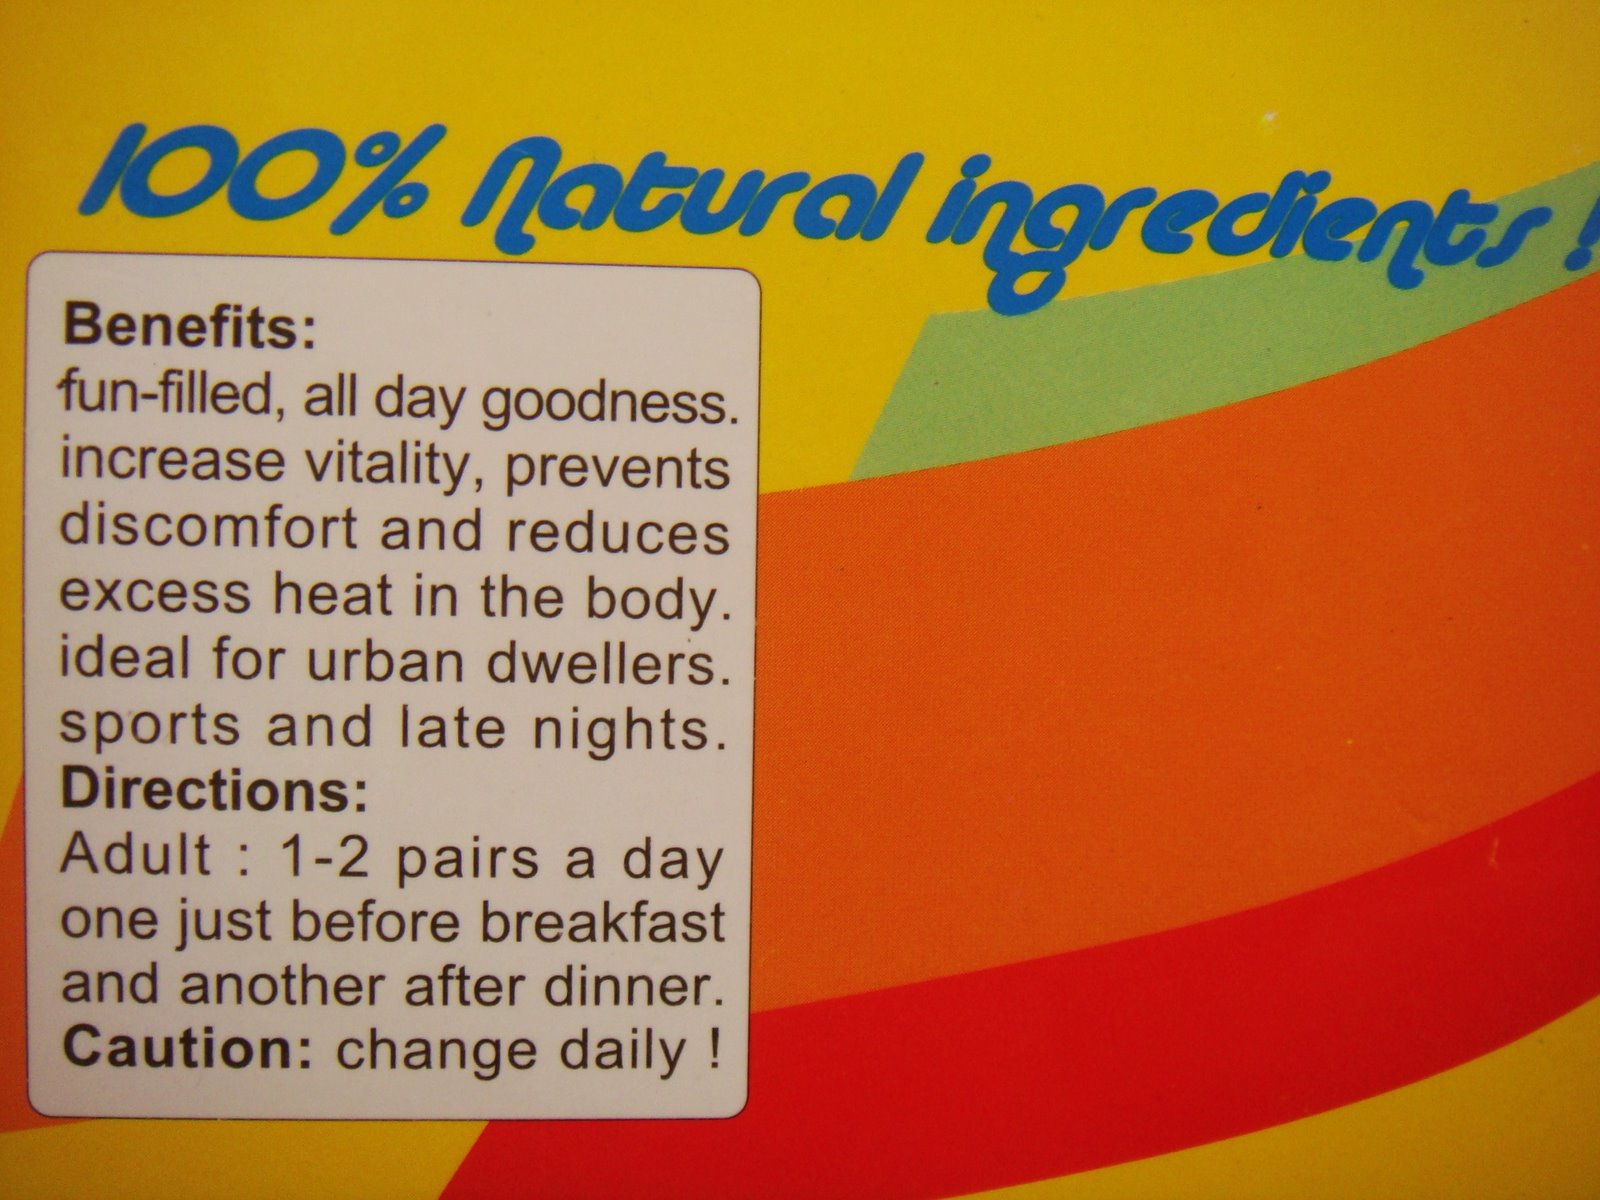 100% Natural ingredients !
Benefits:
fun-filled, all day goodness.
increase vitality, prevents
discomfort and reduces
excess heat in the body.
ideal for urban dwellers.
sports and late nights.
Directions:
Adult : 1-2 pairs a day
one just before breakfast
and another after dinner.
Caution: change daily !